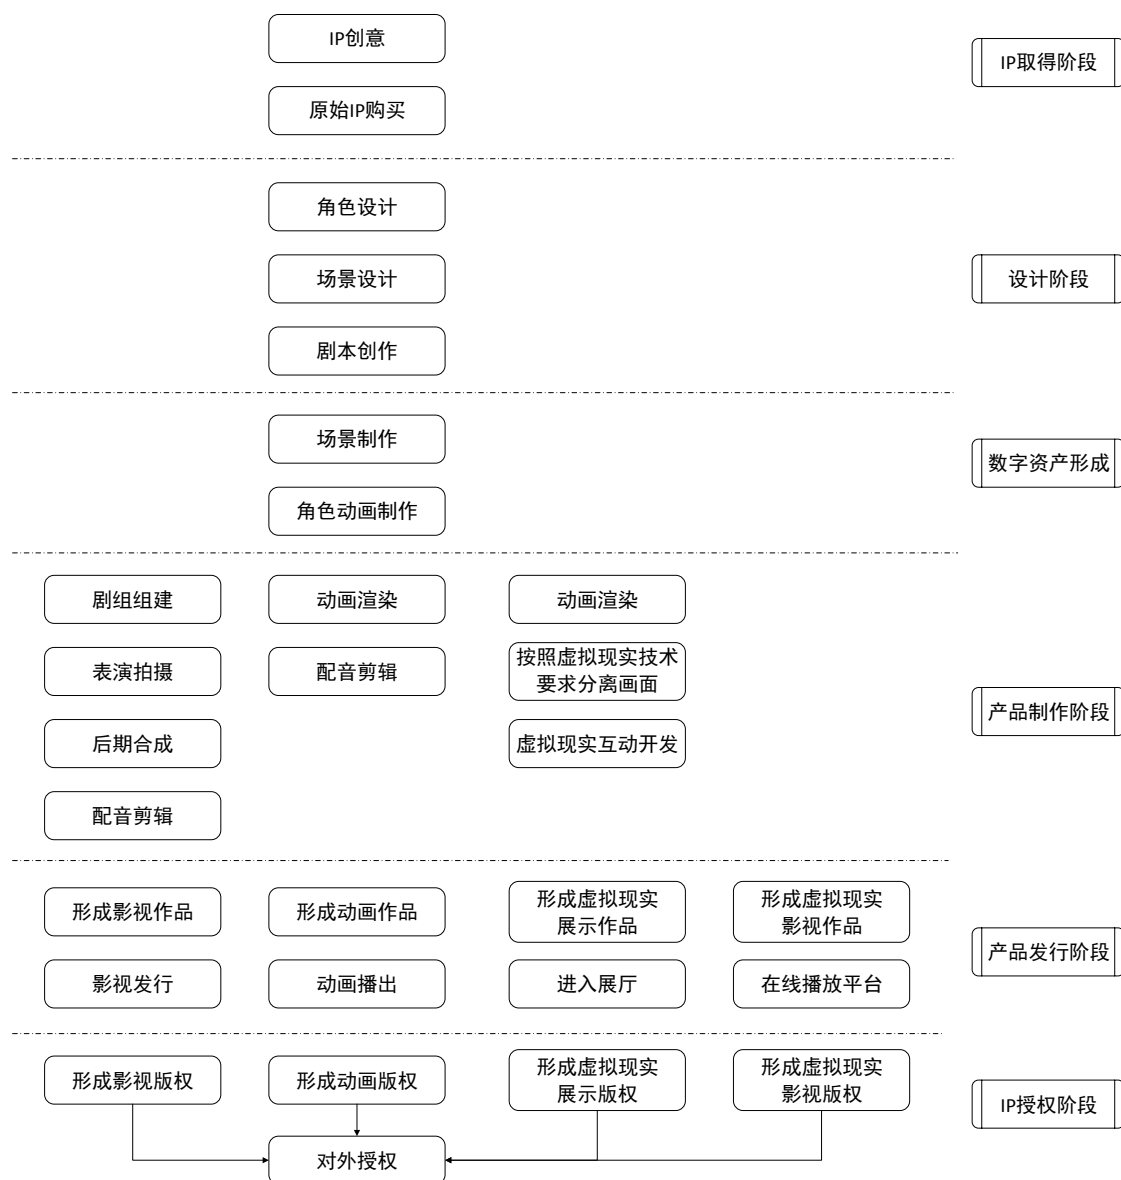 IP创意
原始IP购买
IP取得阶段
角色设计
场景设计
剧本创作
设计阶段
场景制作
角色动画制作
数字资产形成
剧组组建
动画渲染
动画渲染
表演拍摄
配音剪辑
按照虚拟现实技术
要求分离画面
后期合成
虚拟现实互动开发
配音剪辑
产品制作阶段
形成影视作品
形成动画作品
形成虚拟现实
展示作品
形成虚拟现实
影视作品
影视发行
动画播出
进入展厅
在线播放平台
产品发行阶段
形成影视版权
形成动画版权
形成虚拟现实
展示版权
形成虚拟现实
影视版权
对外授权
IP授权阶段